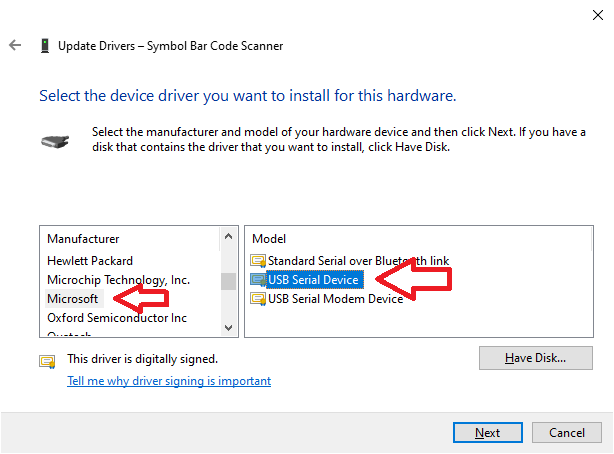 Update Drivers – Symbol Bar Code Scanner
Select the device driver you want to install for this hardware.
Select the manufacturer and model of your hardware device and then click Next. If you have a
disk that contains the driver that you want to install, click Have Disk.
Manufacturer
Hewlett Packard
Microchip Technology, Inc.
Microsoft
Oxford Semiconductor Inc
Model
Standard Serial over Bluetooth link
USB Serial Device
USB Serial Modem Device
This driver is digitally signed.
Tell me why driver signing is important
Have Disk...
Next
Cancel